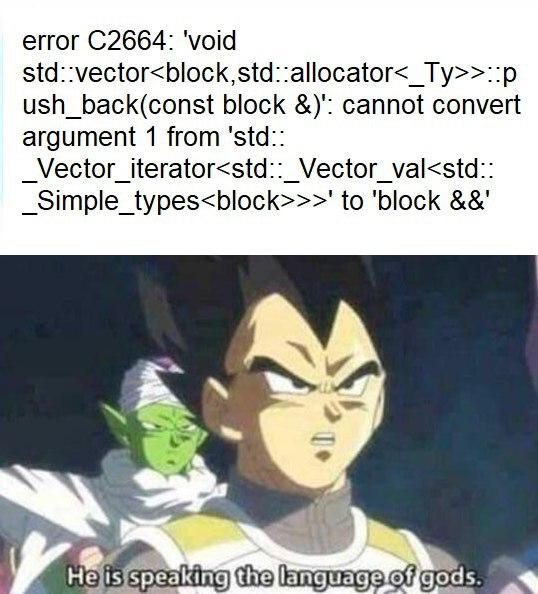 error C2664: 'void
std::vector<block,std::allocator<_Ty>>::p
ush_back(const block &)': cannot convert
argument 1 from 'std::
_Vector_iterator<std::_Vector_val<std::
_Simple_types<block>>>' to 'block &&'
He is speaking the language of gods.